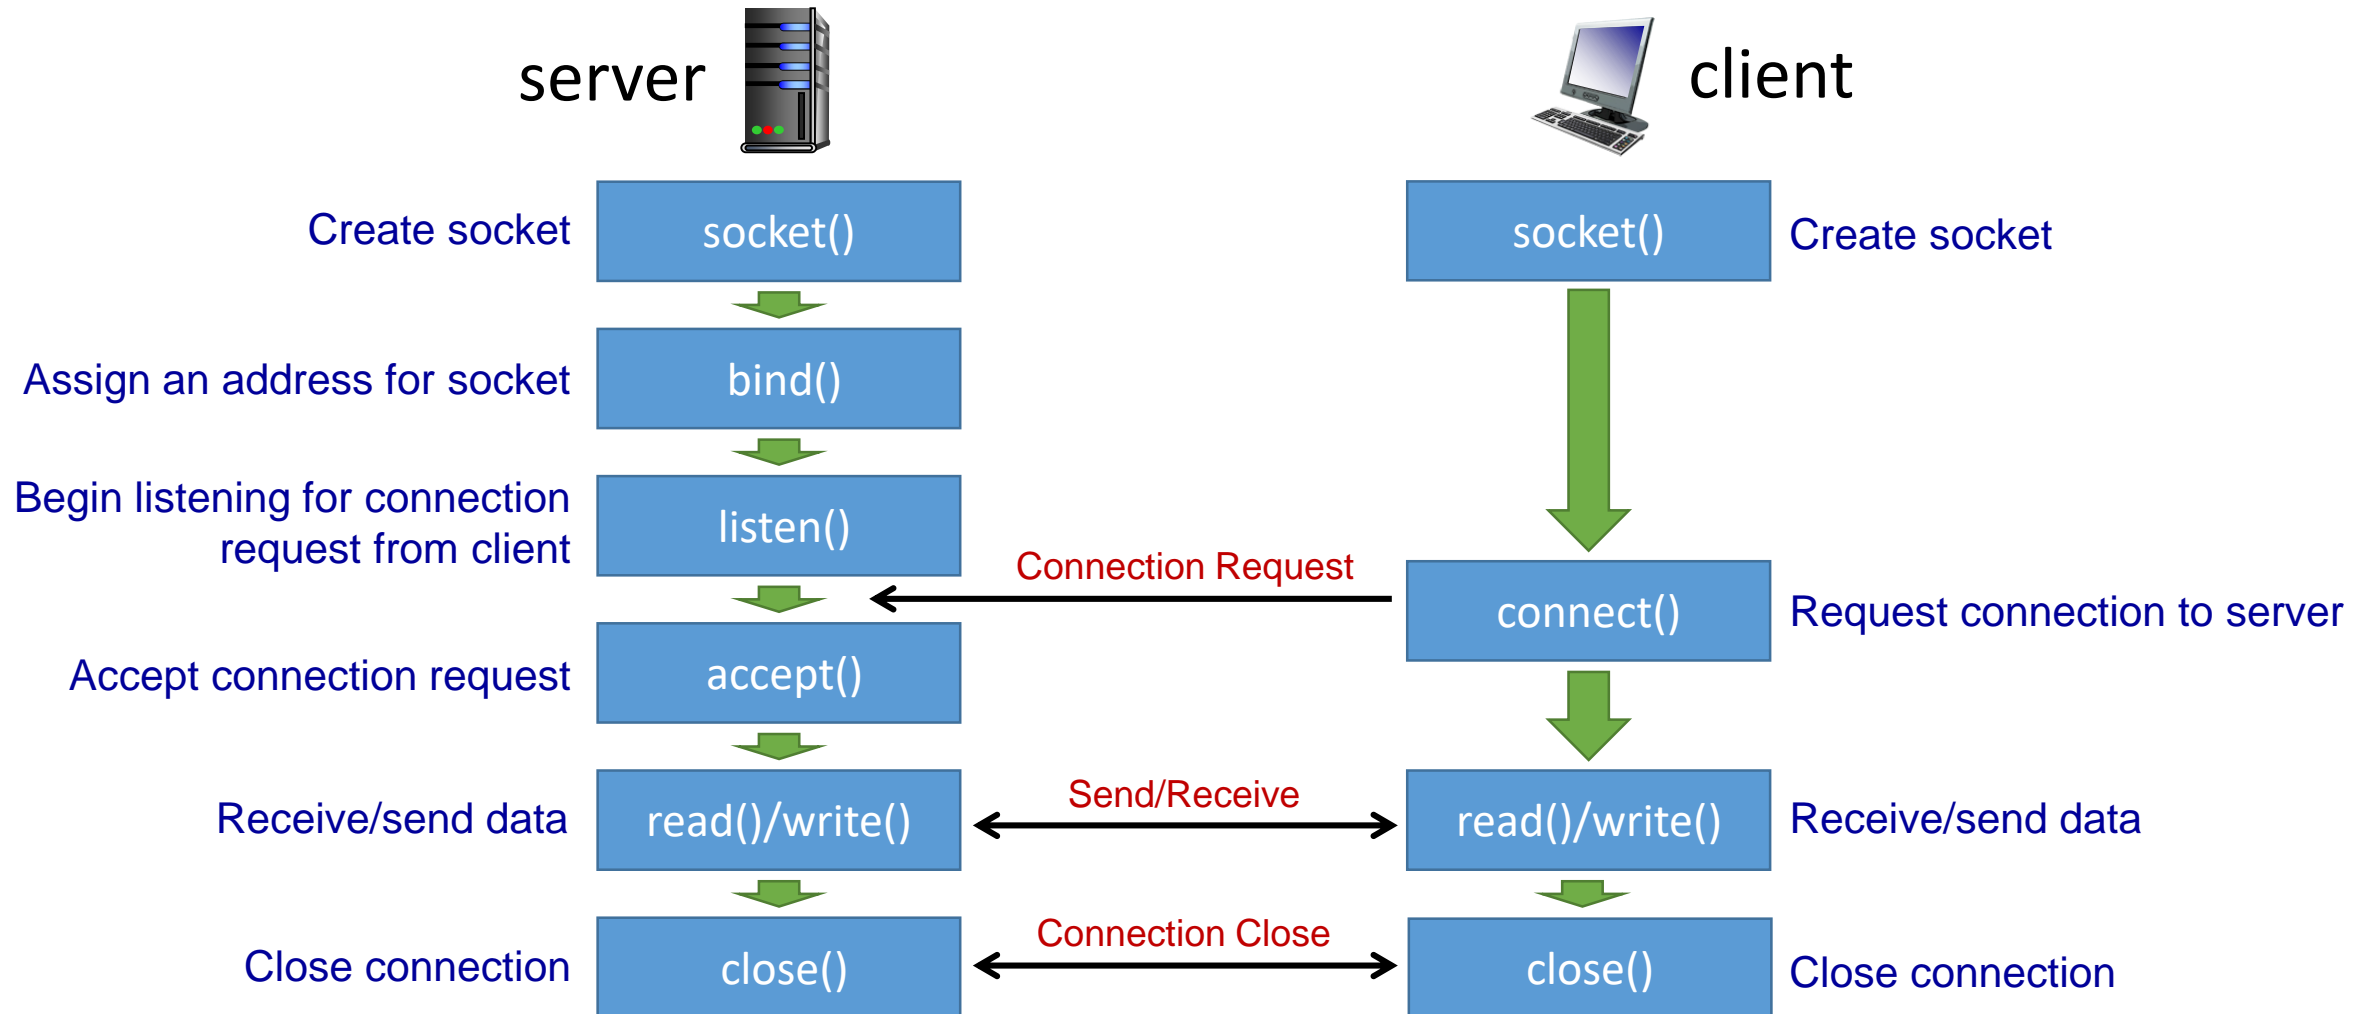 server
client
Create socket
socket()
socket()
Create socket
Assign an address for socket
bind()
Begin listening for connection
request from client
listen()
Connection Request
connect()
Request connection to server
Accept connection request
accept()
Receive/send data
read()/write()
Send/Receive
read()/write()
Receive/send data
Close connection
close()
Connection Close
close()
Close connection